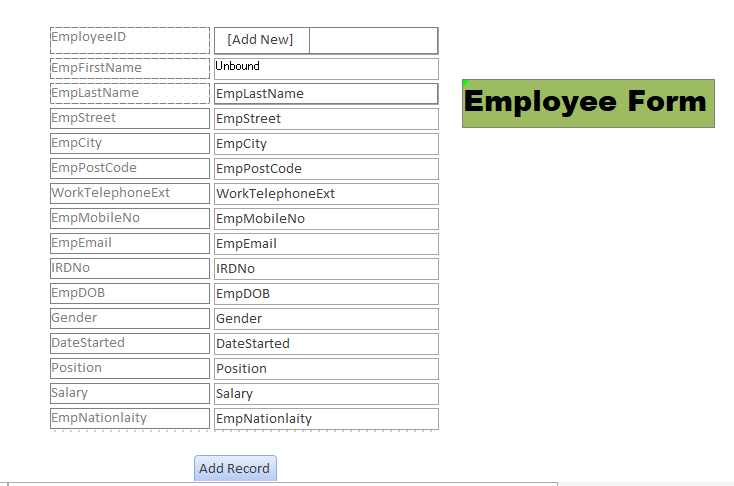 EmployeeID [Add New]
EmpFirstName Unbound
EmpLastName EmpLastName
Employee Form
EmpStreet EmpStreet
EmpCity EmpCity
EmpPostCode EmpPostCode
WorkTelephoneExt WorkTelephoneExt
EmpMobileNo EmpMobileNo
EmpEmail EmpEmail
IRDNo IRDNo
EmpDOB EmpDOB
Gender Gender
DateStarted DateStarted
Position Position
Salary Salary
EmpNationlaity EmpNationlaity
Add Record